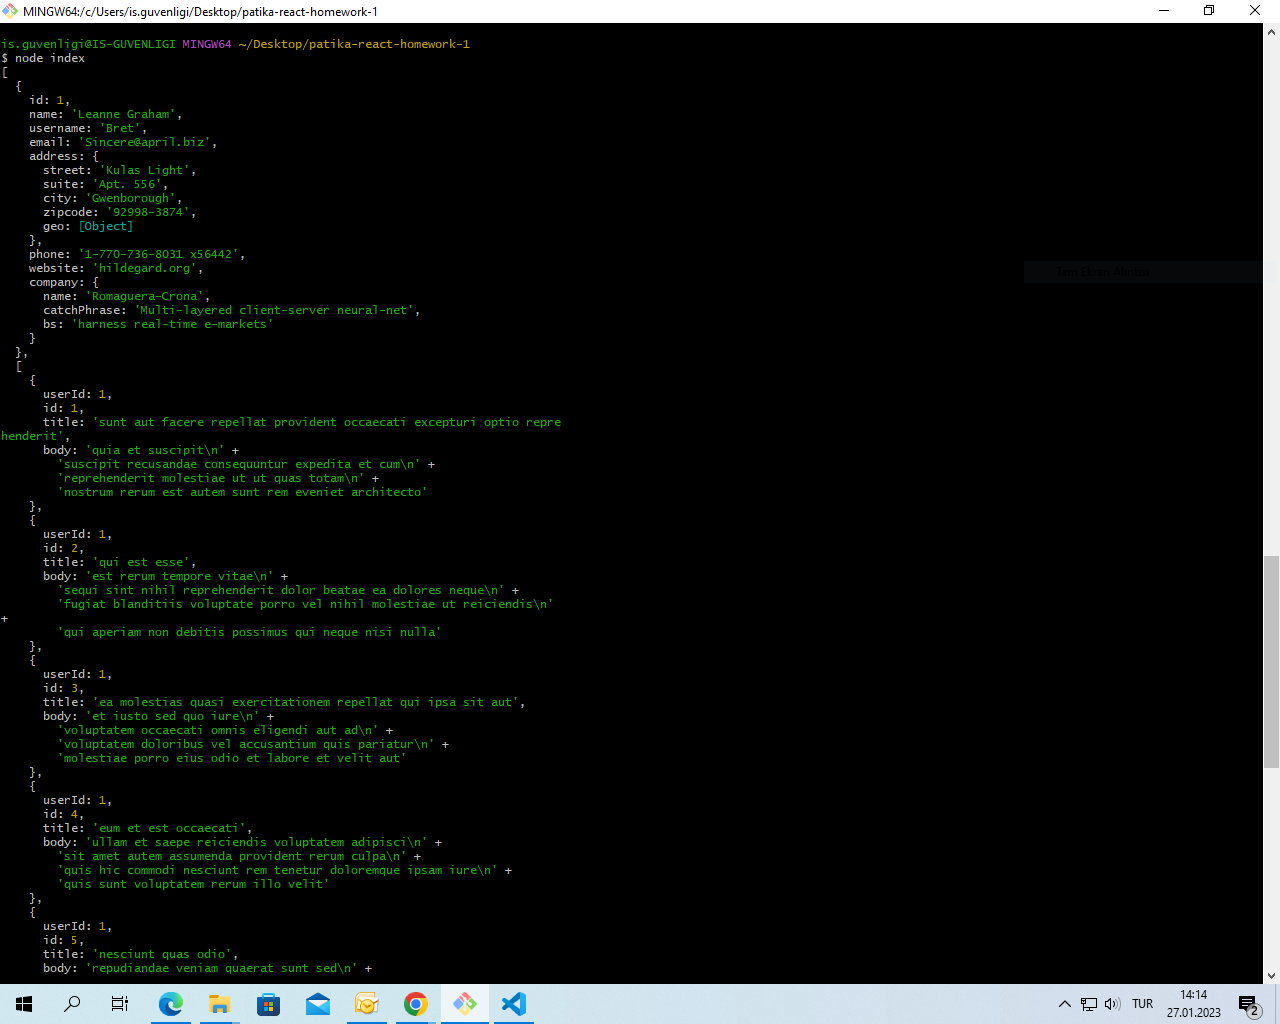 MINGW64:/c/Users/is.guvenligi/Desktop/patika-react-homework-1
is.guvenligi@IS-GUVENLIGI MINGW64 ~/Desktop/patika-react-homework-1
$ node index
[
  {
    id: 1,
    name: 'Leanne Graham',
    username: 'Bret',
    email: 'Sincere@april.biz',
    address: {
      street: 'Kulas Light',
      suite: 'Apt. 556',
      city: 'Gwenborough',
      zipcode: '92998-3874',
      geo: [Object]
    },
    phone: '1-770-736-8031 x56442',
    website: 'hildegard.org',
    company: {
      name: 'Romaguera-Crona',
      catchPhrase: 'Multi-layered client-server neural-net',
      bs: 'harness real-time e-markets'
    }
  },
  [
    {
      userId: 1,
      id: 1,
      title: 'sunt aut facere repellat provident occaecati excepturi optio repre
henderit',
      body: 'quia et suscipit\n' +
        'suscipit recusandae consequuntur expedita et cum\n' +
        'reprehenderit molestiae ut ut quas totam\n' +
        'nostrum rerum est autem sunt rem eveniet architecto'
    },
    {
      userId: 1,
      id: 2,
      title: 'qui est esse',
      body: 'est rerum tempore vitae\n' +
        'sequi sint nihil reprehenderit dolor beatae ea dolores neque\n' +
        'fugiat blanditiis voluptate porro vel nihil molestiae ut reiciendis\n'
+
        'qui aperiam non debitis possimus qui neque nisi nulla'
    },
    {
      userId: 1,
      id: 3,
      title: 'ea molestias quasi exercitationem repellat qui ipsa sit aut',
      body: 'et iusto sed quo iure\n' +
        'voluptatem occaecati omnis eligendi aut ad\n' +
        'voluptatem doloribus vel accusantium quis pariatur\n' +
        'molestiae porro eius odio et labore et velit aut'
    },
    {
      userId: 1,
      id: 4,
      title: 'eum et est occaecati',
      body: 'ullam et saepe reiciendis voluptatem adipisci\n' +
        'sit amet autem assumenda provident rerum culpa\n' +
        'quis hic commodi nesciunt rem tenetur doloremque ipsam iure\n' +
        'quis sunt voluptatem rerum illo velit'
    },
    {
      userId: 1,
      id: 5,
      title: 'nesciunt quas odio',
      body: 'repudiandae veniam quaerat sunt sed\n' +
TUR
14:14
27.01.2023
2